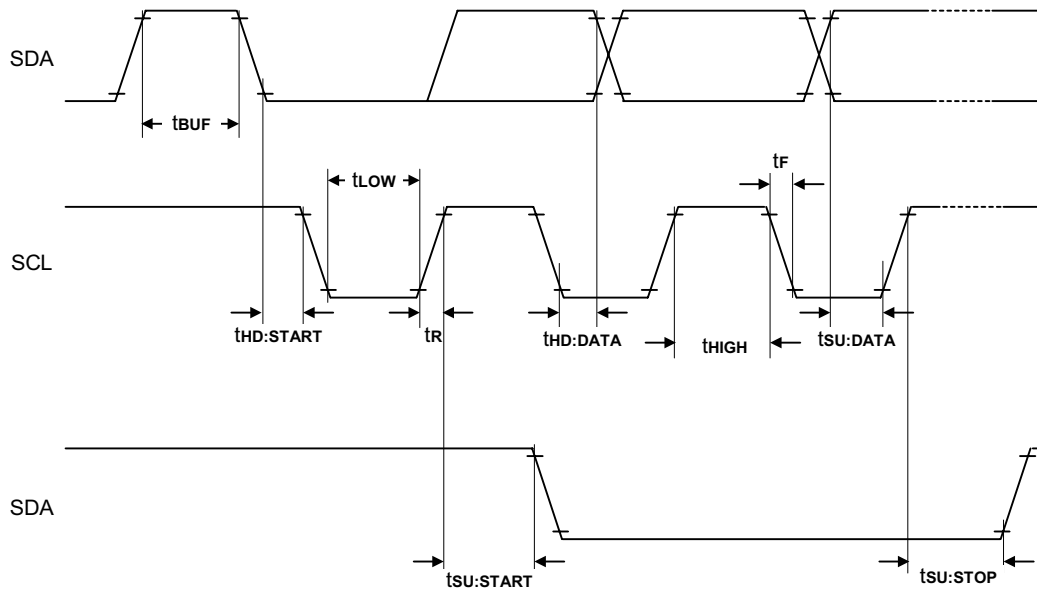 SDA
tBUF
tLOW
tF
SCL
tHD:START
tR
tHD:DATA
tHIGH
tSU:DATA
SDA
tSU:START
tSU:STOP